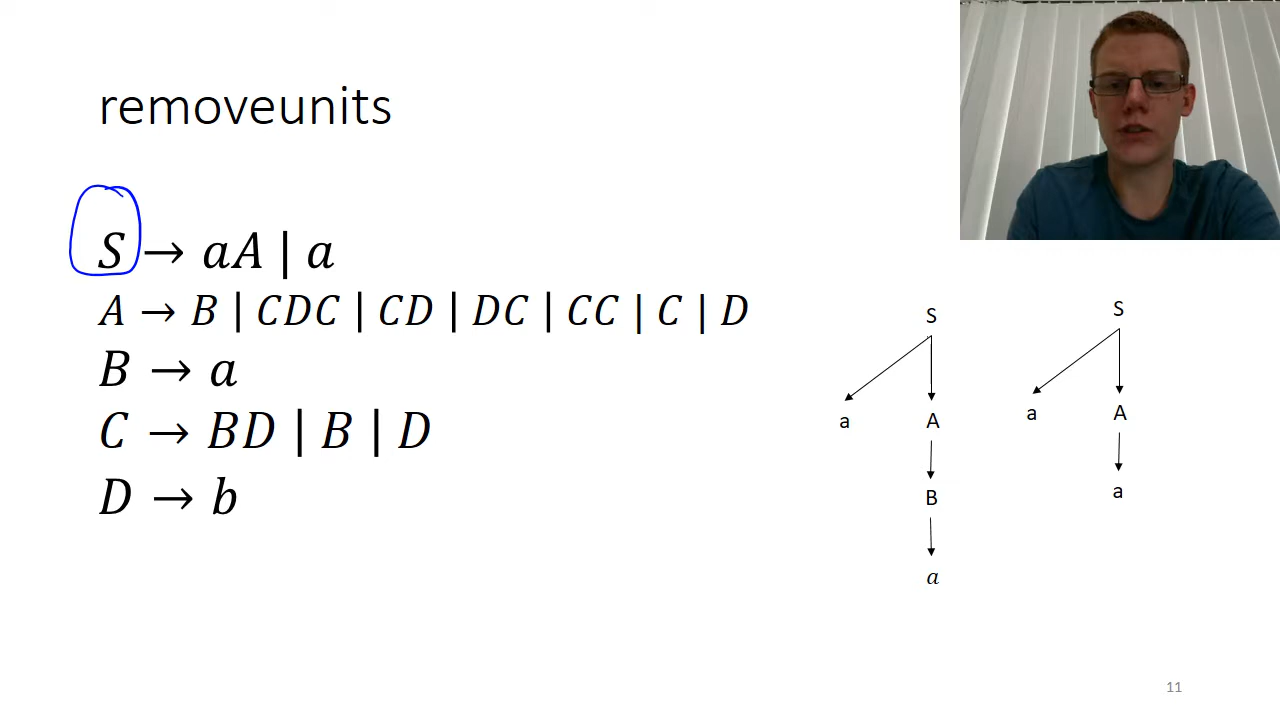 removeunits
S → aA | a
A → B | CDC | CD | DC | CC | C | D
B → a
C → BD | B | D
D → b
S
a A
B
a
S
a A
a
11